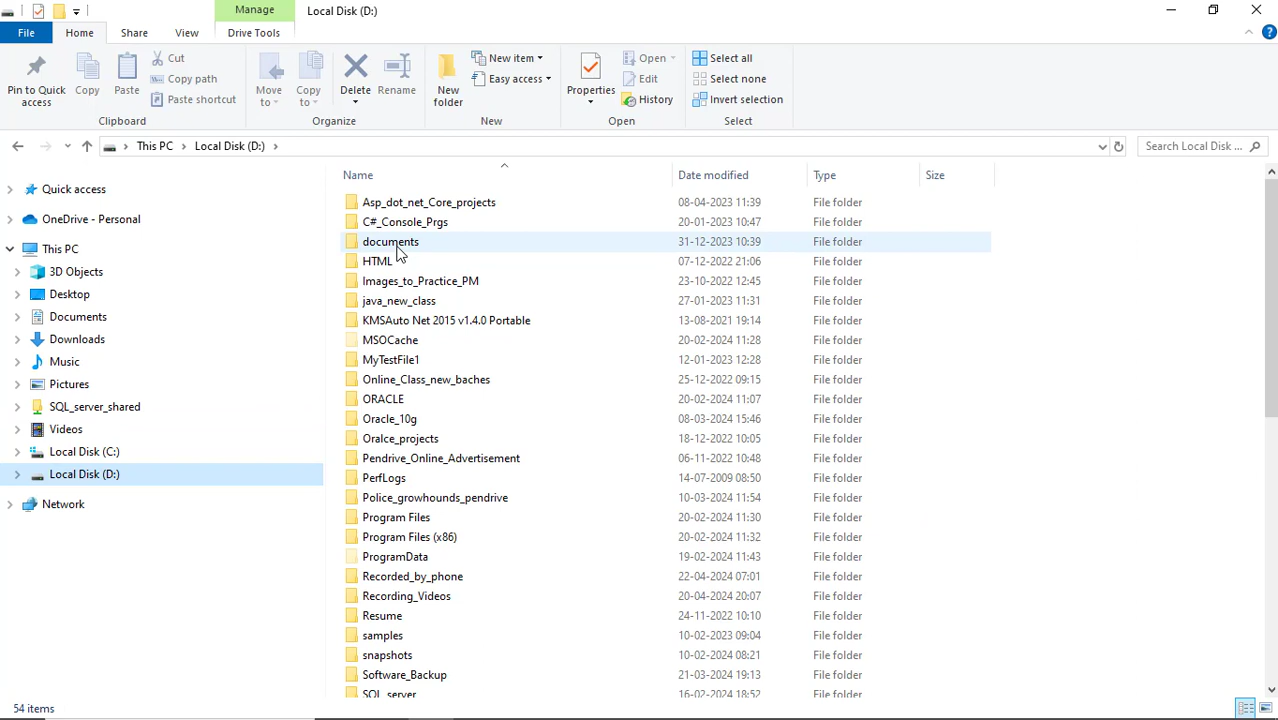 Manage
Local Disk (D:)
File
Home
Share
View
Drive Tools
Pin to Quick access
Copy
Paste
Cut
Copy path
Paste shortcut
Clipboard
Move to
Copy to
Delete
Rename
Organize
New folder
New item
Easy access
New
Properties
Open
Edit
History
Open
Select all
Select none
Invert selection
Select
This PC
Local Disk (D:)
Search Local Disk ...
Quick access
OneDrive - Personal
This PC
3D Objects
Desktop
Documents
Downloads
Music
Pictures
SQL_server_shared
Videos
Local Disk (C:)
Local Disk (D:)
Network
Name Date modified Type Size
Asp_dot_net_Core_projects 08-04-2023 11:39 File folder
C#_Console_Prgs 20-01-2023 10:47 File folder
documents 31-12-2023 10:39 File folder
HTML 07-12-2022 21:06 File folder
Images_to_Practice_PM 23-10-2022 12:45 File folder
java_new_class 27-01-2023 11:31 File folder
KMSAuto Net 2015 v1.4.0 Portable 13-08-2021 19:14 File folder
MSOCache 20-02-2024 11:28 File folder
MyTestFile1 12-01-2023 12:28 File folder
Online_Class_new_baches 25-12-2022 09:15 File folder
ORACLE 20-02-2024 11:07 File folder
Oracle_10g 08-03-2024 15:46 File folder
Oralce_projects 18-12-2022 10:05 File folder
Pendrive_Online_Advertisement 06-11-2022 10:48 File folder
PerfLogs 14-07-2009 08:50 File folder
Police_growhounds_pendrive 10-03-2024 11:54 File folder
Program Files 20-02-2024 11:30 File folder
Program Files (x86) 20-02-2024 11:32 File folder
ProgramData 19-02-2024 11:43 File folder
Recorded_by_phone 22-04-2024 07:01 File folder
Recording_Videos 20-04-2024 20:07 File folder
Resume 24-11-2022 10:10 File folder
samples 10-02-2023 09:04 File folder
snapshots 10-02-2024 08:21 File folder
Software_Backup 21-03-2024 19:13 File folder
SQL_server 16-02-2024 18:52 File folder
54 items